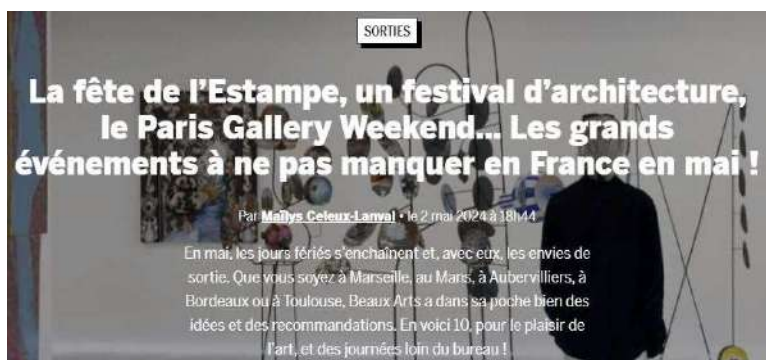 SORTIES
La fête de l'Estampe, un festival d'architecture,
le Paris Gallery Weekend... Les grands
événements à ne pas manquer en France en mai !
Par Maïlys Celeux-Lanval • le 2 mai 2024 à 18h44
En mai, les jours fériés s'enchaînent et, avec eux, les envies de
sortie. Que vous soyez à Marseille, au Mans, à Aubervilliers, à
Bordeaux ou à Toulouse, Beaux Arts a dans sa poche bien des
idées et des recommandations. En voici 10, pour le plaisir de
l'art, et des journées loin du bureau !